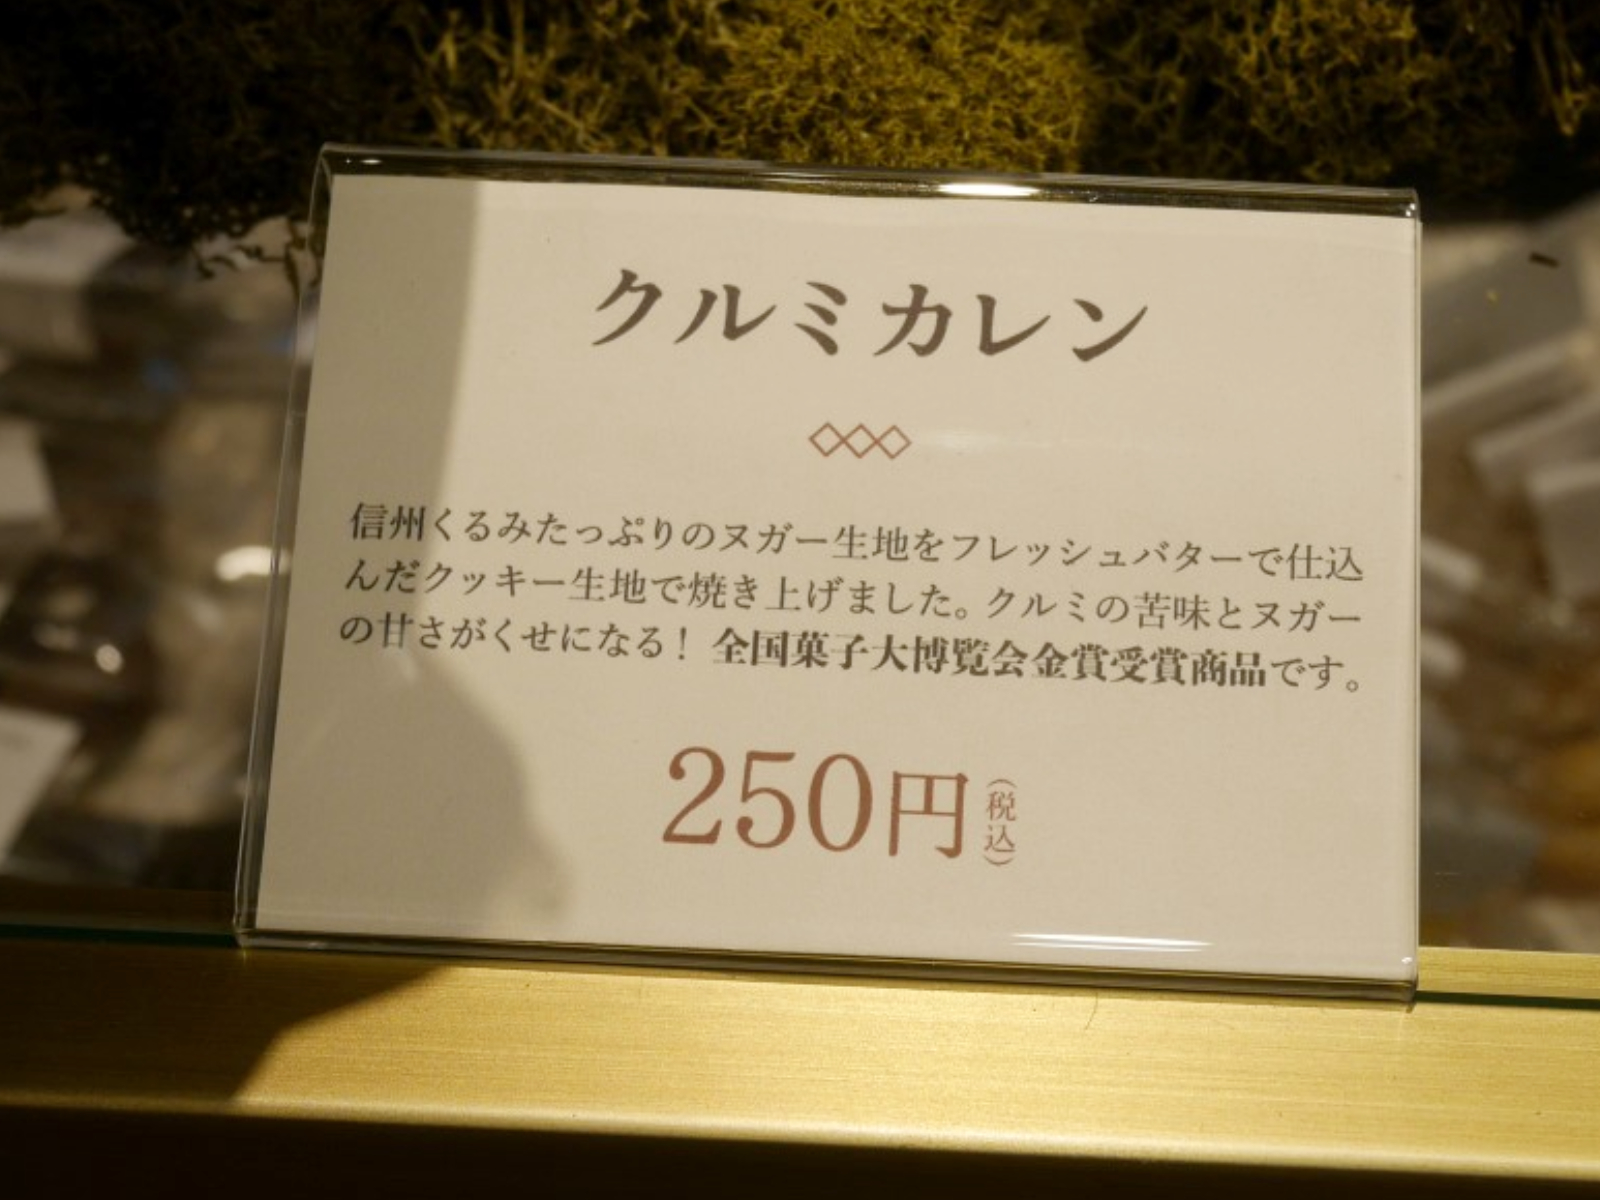 クルミカレン
信州くるみたっぷりのヌガー生地をフレッシュバターで仕込
んだクッキー生地で焼き上げました。クルミの苦味とヌガー
の甘さがくせになる！ 全国菓子大博覧会金賞受賞商品です。
250円（税込）